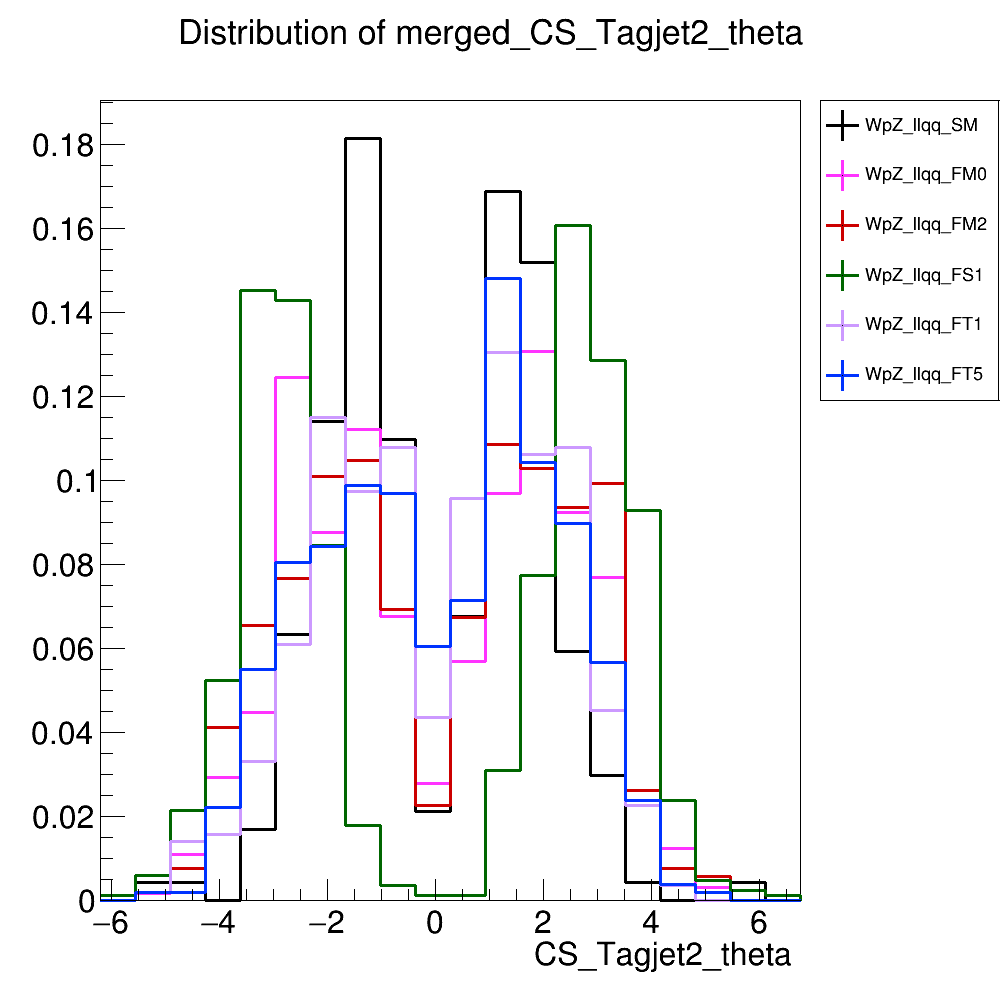 Distribution of merged_CS_Tagjet2_theta
WpZ_llqq_SM
WpZ_llqq_FM0
WpZ_llqq_FM2
WpZ_llqq_FS1
WpZ_llqq_FT1
WpZ_llqq_FT5
0.18
0.16
0.14
0.12
0.1
0.08
0.06
0.04
0.02
0
−6 −4 −2 0 2 4 6
CS_Tagjet2_theta